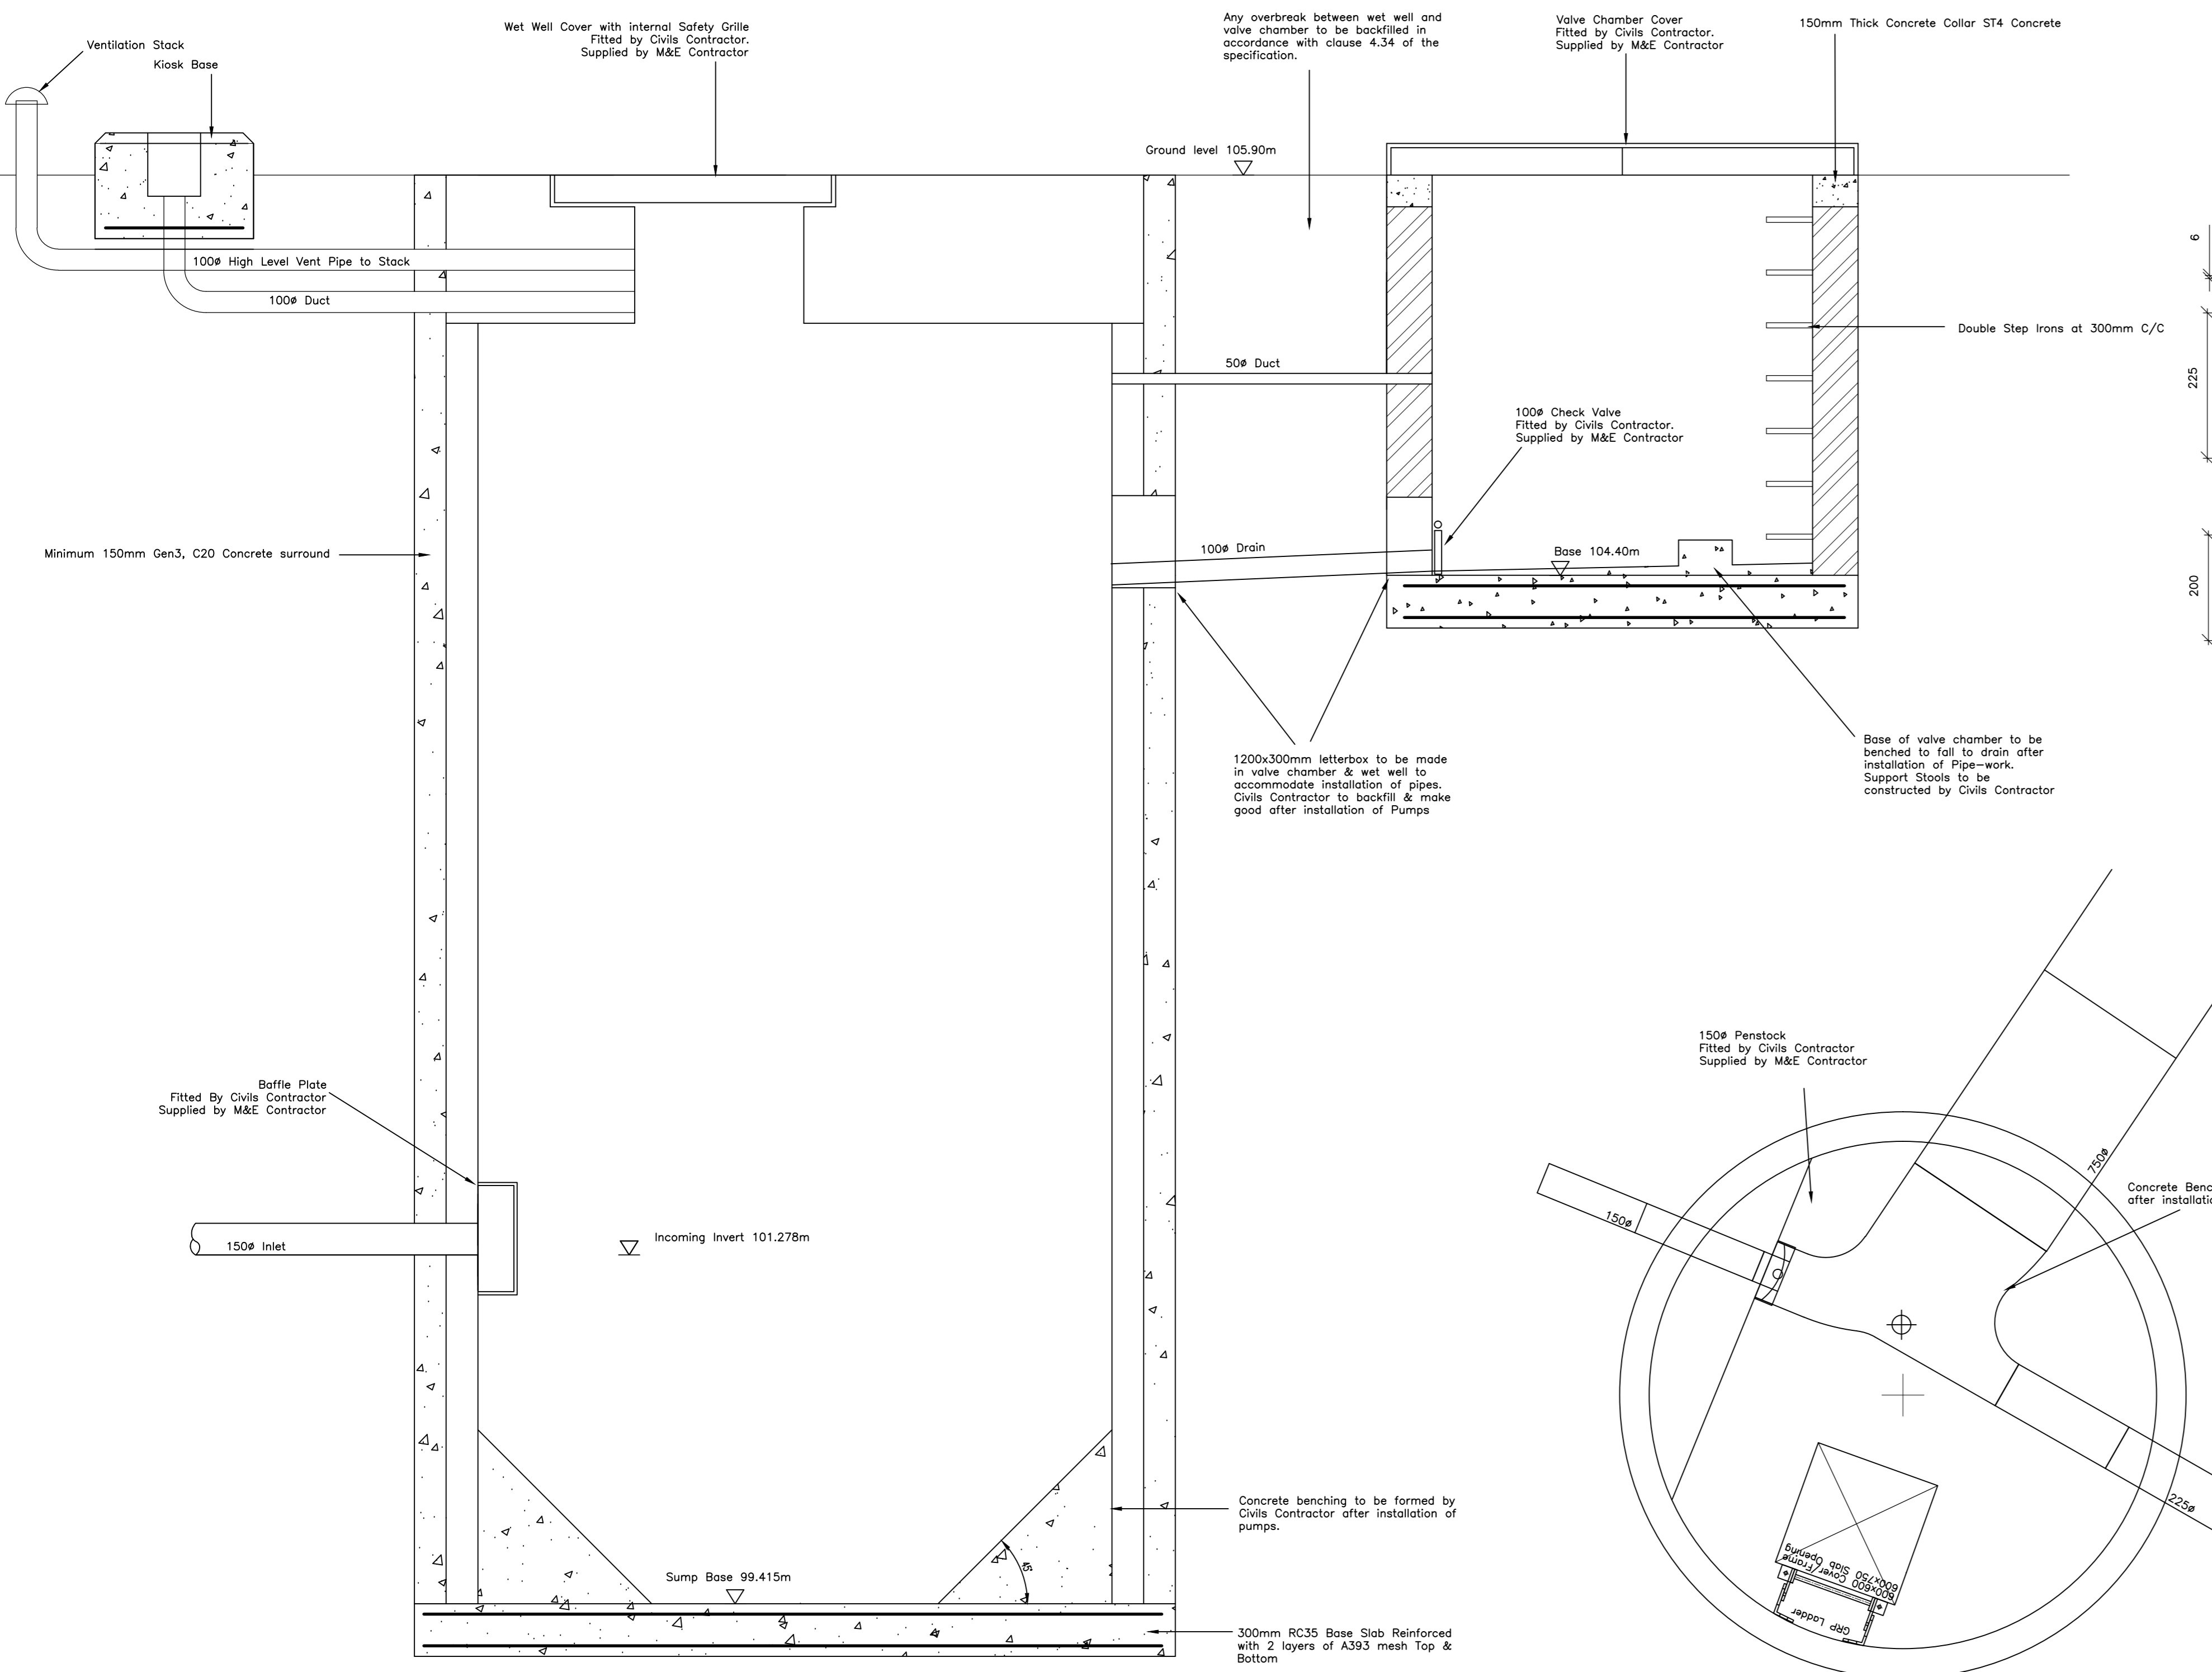 Ventilation Stack
Kiosk Base
Wet Well Cover with internal Safety Grille
Fitted by Civils Contractor.
Supplied by M&E Contractor
Any overbreak between wet well and
valve chamber to be backfilled in
accordance with clause 4.34 of the
specification.
Valve Chamber Cover
Fitted by Civils Contractor.
Supplied by M&E Contractor
150mm Thick Concrete Collar ST4 Concrete
Ground level 105.90m
100ø High Level Vent Pipe to Stack
100ø Duct
6
Double Step Irons at 300mm C/C
50ø Duct
225
100ø Check Valve
Fitted by Civils Contractor.
Supplied by M&E Contractor
Minimum 150mm Gen3, C20 Concrete surround
100ø Drain
Base 104.40m
200
1200x300mm letterbox to be made
in valve chamber & wet well to
accommodate installation of pipes.
Civils Contractor to backfill & make
good after installation of Pumps
Base of valve chamber to be
benched to fall to drain after
installation of Pipe-work.
Support Stools to be
constructed by Civils Contractor
150ø Penstock
Fitted by Civils Contractor
Supplied by M&E Contractor
Baffle Plate
Fitted By Civils Contractor
Supplied by M&E Contractor
750ø
Concrete Benc
after installati
150ø
150ø Inlet
Incoming Invert 101.278m
Concrete benching to be formed by
Civils Contractor after installation of
pumps.
225ø
45°
600x600 Cover/Frame
600x750 Slab Opening
GRP Ladder
Sump Base 99.415m
300mm RC35 Base Slab Reinforced
with 2 layers of A393 mesh Top &
Bottom